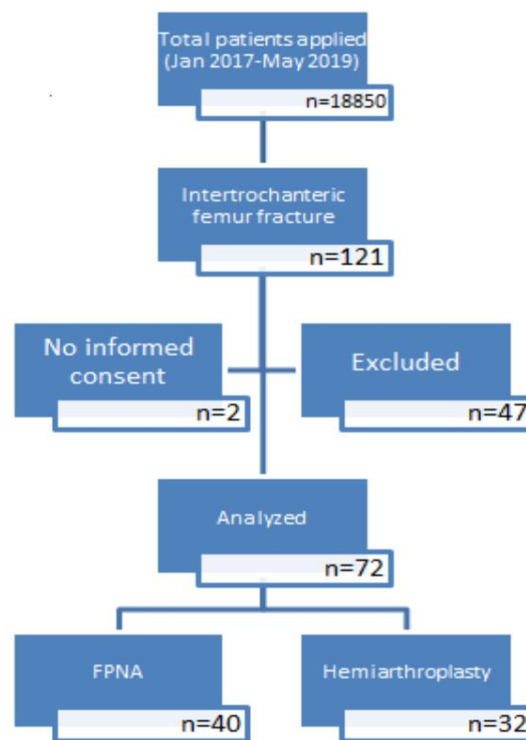 Total patients applied
(Jan 2017-May 2019)
n=18850
Intertrochanteric
femur fracture
n=121
No informed
consent
n=2
Excluded
n=47
Analyzed
n=72
FPNA
n=40
Hemiarthroplasty
n=32